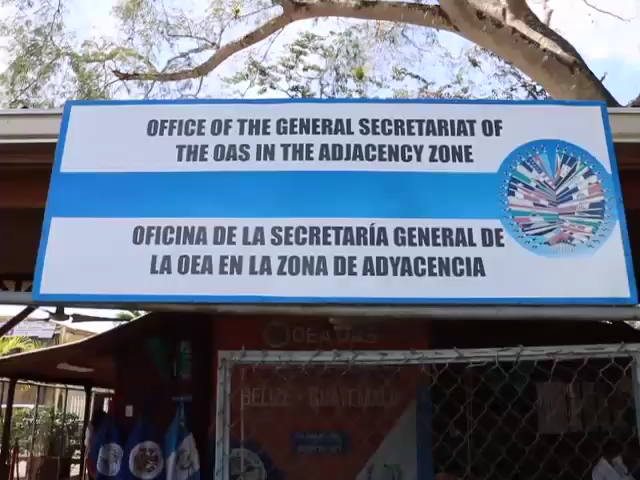 OFFICE OF THE GENERAL SECRETARIAT OF
THE OAS IN THE ADJACENCY ZONE
OFICINA DE LA SECRETARÍA GENERAL DE
LA OEA EN LA ZONA DE ADYACENCIA
OEA OAS
BELIZE GUATEMALA